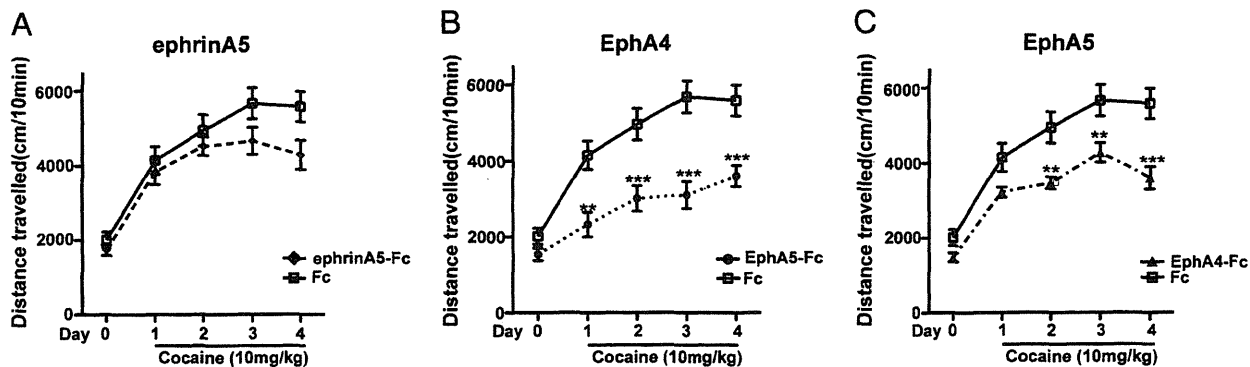 A
ephrinA5
Distance travelled(cm/10min)
6000
4000
2000
0
ephrinA5-Fc
Fc
Day 0 1 2 3 4
Cocaine (10mg/kg)
B
EphA4
Distance travelled(cm/10min)
6000
4000
2000
0
**
***
***
***
EphA5-Fc
Fc
Day 0 1 2 3 4
Cocaine (10mg/kg)
C
EphA5
Distance travelled(cm/10min)
6000
4000
2000
0
**
**
***
EphA4-Fc
Fc
Day 0 1 2 3 4
Cocaine (10mg/kg)